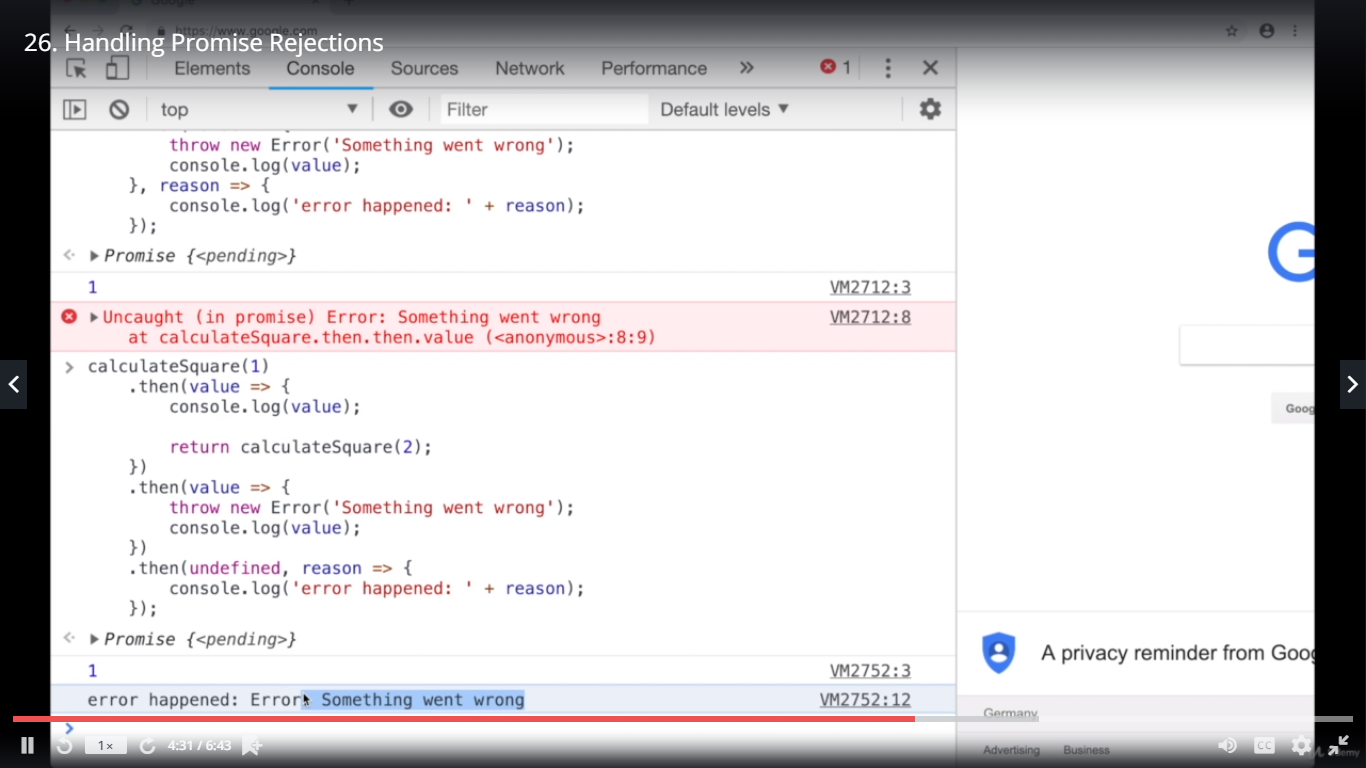 26. Handling Promise Rejections
https://www.google.com
Elements Console Sources Network Performance » 1
top Filter Default levels
throw new Error('Something went wrong');
console.log(value);
}, reason => {
console.log('error happened: ' + reason);
});
Promise {<pending>}
1 VM2712:3
Uncaught (in promise) Error: Something went wrong VM2712:8
at calculateSquare.then.then.value (<anonymous>:8:9)
> calculateSquare(1)
.then(value => {
console.log(value);
return calculateSquare(2);
})
.then(value => {
throw new Error('Something went wrong');
console.log(value);
})
.then(undefined, reason => {
console.log('error happened: ' + reason);
});
Promise {<pending>}
1 VM2752:3
error happened: Error: Something went wrong VM2752:12
>
Goog
A privacy reminder from Goog
Germany
Advertising Business
1× 4:31 / 6:43 CC